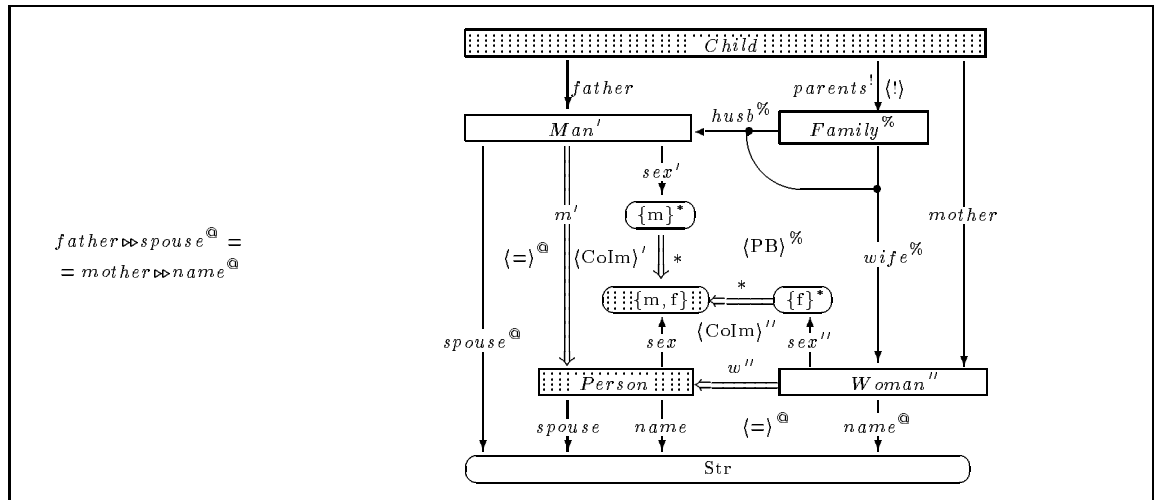 Child
father parents! ⟨!⟩
husb%
Man′ Family%
sex′
{m}*
m′ mother
father▹▹spouse@ =
= mother▹▹name@
⟨=⟩@ ⟨CoIm⟩′ * ⟨PB⟩% wife%
*
{m,f} {f}*
⟨CoIm⟩″
spouse@ sex sex″
w″
Person Woman″
spouse name ⟨=⟩@ name@
Str